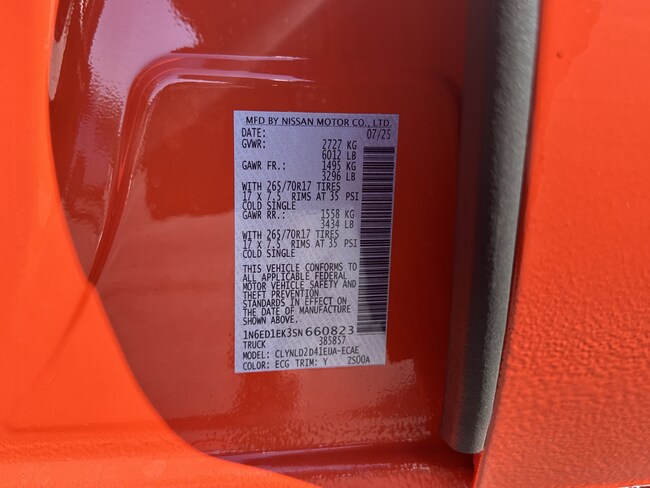 MFD BY NISSAN MOTOR CO., LTD.
DATE: 07/25
GVWR: 2727 KG
6012 LB
GAWR FR.: 1495 KG
3296 LB
WITH 265/70R17 TIRES
17 X 7.5 RIMS AT 35 PSI
COLD SINGLE
GAWR RR.: 1558 KG
3434 LB
WITH 265/70R17 TIRES
17 X 7.5 RIMS AT 35 PSI
COLD SINGLE
THIS VEHICLE CONFORMS TO
ALL APPLICABLE FEDERAL
MOTOR VEHICLE SAFETY AND
THEFT PREVENTION
STANDARDS IN EFFECT ON
THE DATE OF MANUFACTURE
SHOWN ABOVE.
1N6ED1EK3SN660823
TRUCK 385857
MODEL: CLYNLD2D41EUA-ECAE
COLOR: ECG TRIM: Y 2S00A